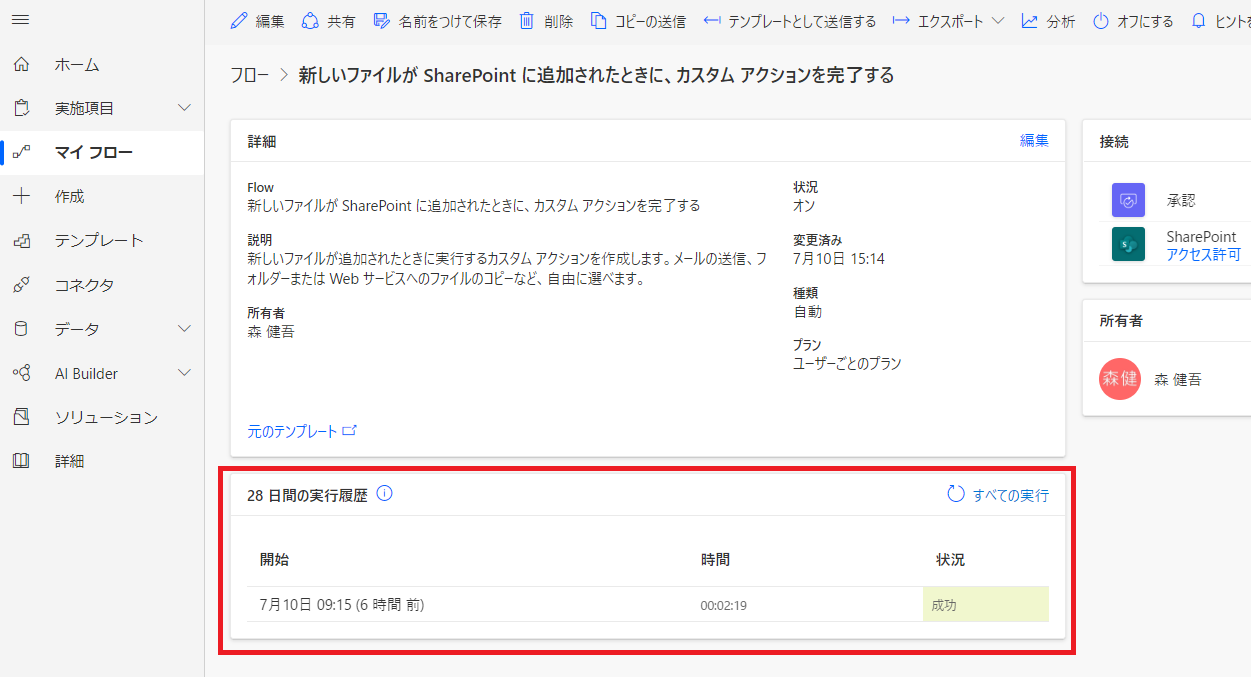 編集 共有 名前をつけて保存 削除 コピーの送信 テンプレートとして送信する エクスポート 分析 オフにする ヒントを
ホーム
実施項目
マイ フロー
作成
テンプレート
コネクタ
データ
AI Builder
ソリューション
詳細
フロー > 新しいファイルが SharePoint に追加されたときに、カスタム アクションを完了する
詳細 編集
Flow
新しいファイルが SharePoint に追加されたときに、カスタム アクションを完了する
説明
新しいファイルが追加されたときに実行するカスタム アクションを作成します。メールの送信、フ
ォルダーまたは Web サービスへのファイルのコピーなど、自由に選べます。
所有者
森 健吾
状況
オン
変更済み
7月10日 15:14
種類
自動
プラン
ユーザーごとのプラン
元のテンプレート
接続
承認
SharePoint
アクセス許可
所有者
森健 森 健吾
28 日間の実行履歴 すべての実行
開始 時間 状況
7月10日 09:15 (6 時間 前) 00:02:19 成功